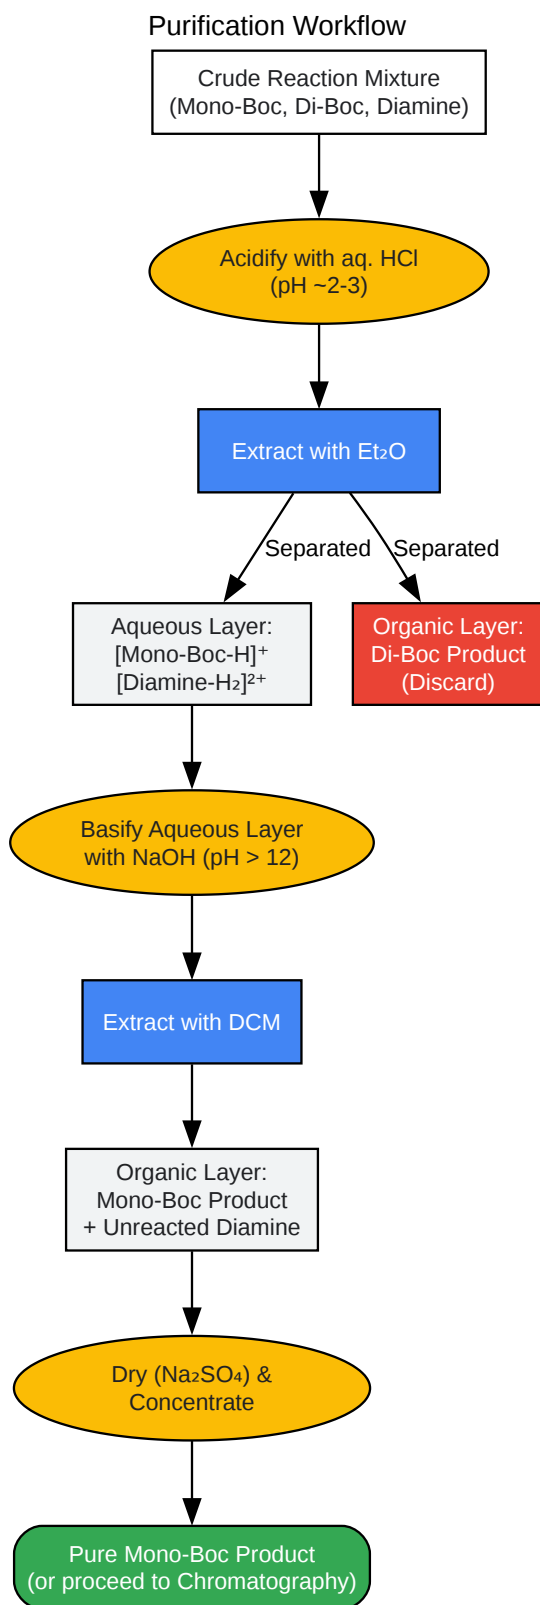 Purification Workflow
Crude Reaction Mixture
(Mono-Boc, Di-Boc, Diamine)
Acidify with aq. HCl
(pH ~2-3)
Extract with Et₂O
Separated
Separated
Aqueous Layer:
[Mono-Boc-H]⁺
[Diamine-H₂]²⁺
Organic Layer:
Di-Boc Product
(Discard)
Basify Aqueous Layer
with NaOH (pH > 12)
Extract with DCM
Organic Layer:
Mono-Boc Product
+ Unreacted Diamine
Dry (Na₂SO₄) &
Concentrate
Pure Mono-Boc Product
(or proceed to Chromatography)